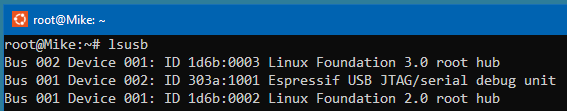 root@Mike: ~
root@Mike:~# lsusb
Bus 002 Device 001: ID 1d6b:0003 Linux Foundation 3.0 root hub
Bus 001 Device 002: ID 303a:1001 Espressif USB JTAG/serial debug unit
Bus 001 Device 001: ID 1d6b:0002 Linux Foundation 2.0 root hub